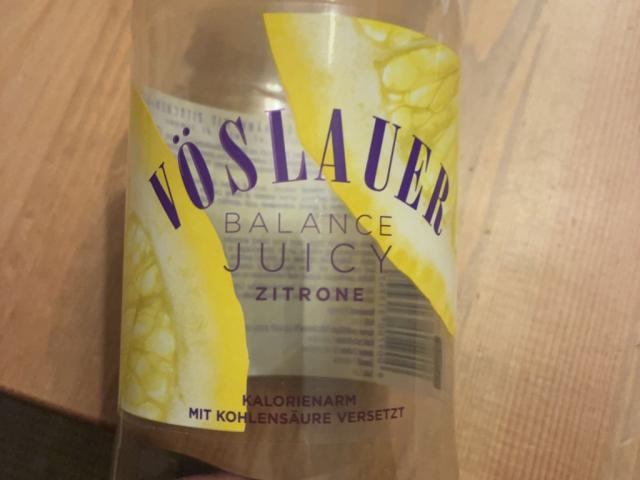 VÖSLAUER
BALANCE
JUICY
ZITRONE
KALORIENARM
MIT KOHLENSÄURE VERSETZT